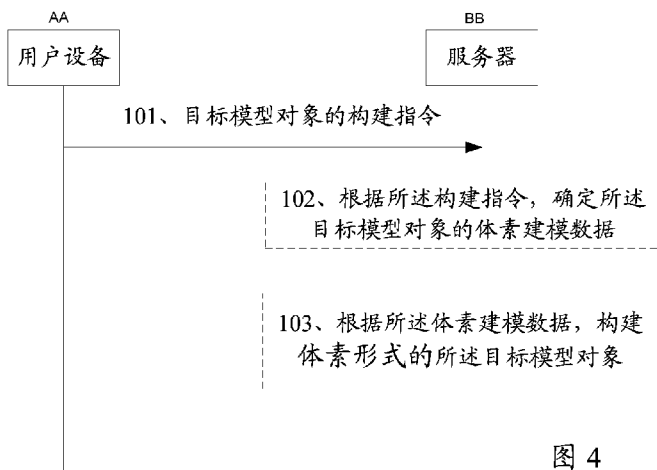 AA
BB
用户设备
服务器
101、目标模型对象的构建指令
102、根据所述构建指令，确定所述
目标模型对象的体素建模数据
103、根据所述体素建模数据，构建
体素形式的所述目标模型对象
图 4